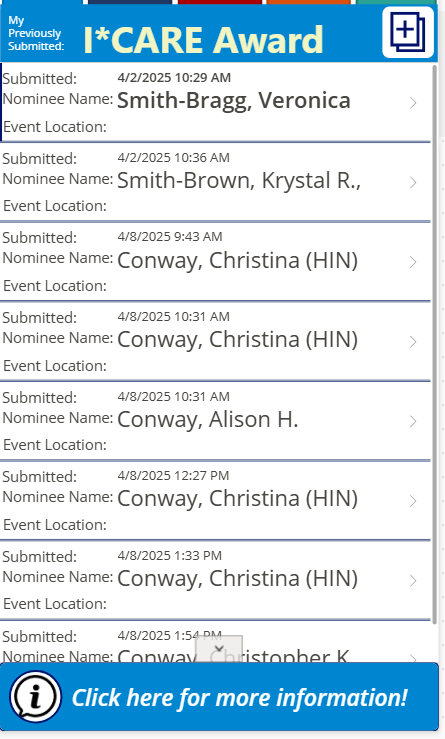 My
Previously
Submitted:
I*CARE Award
Submitted: 4/2/2025 10:29 AM
Nominee Name: Smith-Bragg, Veronica
Event Location:
Submitted: 4/2/2025 10:36 AM
Nominee Name: Smith-Brown, Krystal R.,
Event Location:
Submitted: 4/8/2025 9:43 AM
Nominee Name: Conway, Christina (HIN)
Event Location:
Submitted: 4/8/2025 10:31 AM
Nominee Name: Conway, Christina (HIN)
Event Location:
Submitted: 4/8/2025 10:31 AM
Nominee Name: Conway, Alison H.
Event Location:
Submitted: 4/8/2025 12:27 PM
Nominee Name: Conway, Christina (HIN)
Event Location:
Submitted: 4/8/2025 1:33 PM
Nominee Name: Conway, Christina (HIN)
Event Location:
Submitted: 4/8/2025 1:54 PM
Nominee Name: Conway, Christopher K
Click here for more information!